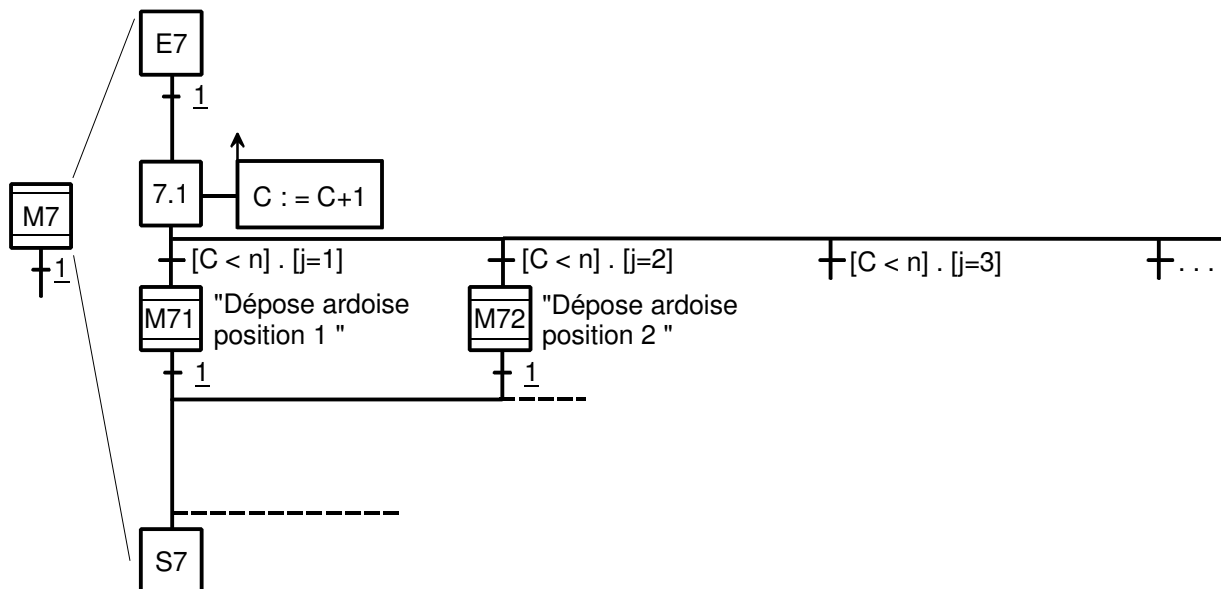 E7
1
7.1
C : = C+1
M7
1
[C < n] . [j=1]
[C < n] . [j=2]
[C < n] . [j=3]
. . .
M71
"Dépose ardoise
position 1 "
M72
"Dépose ardoise
position 2 "
1
1
S7